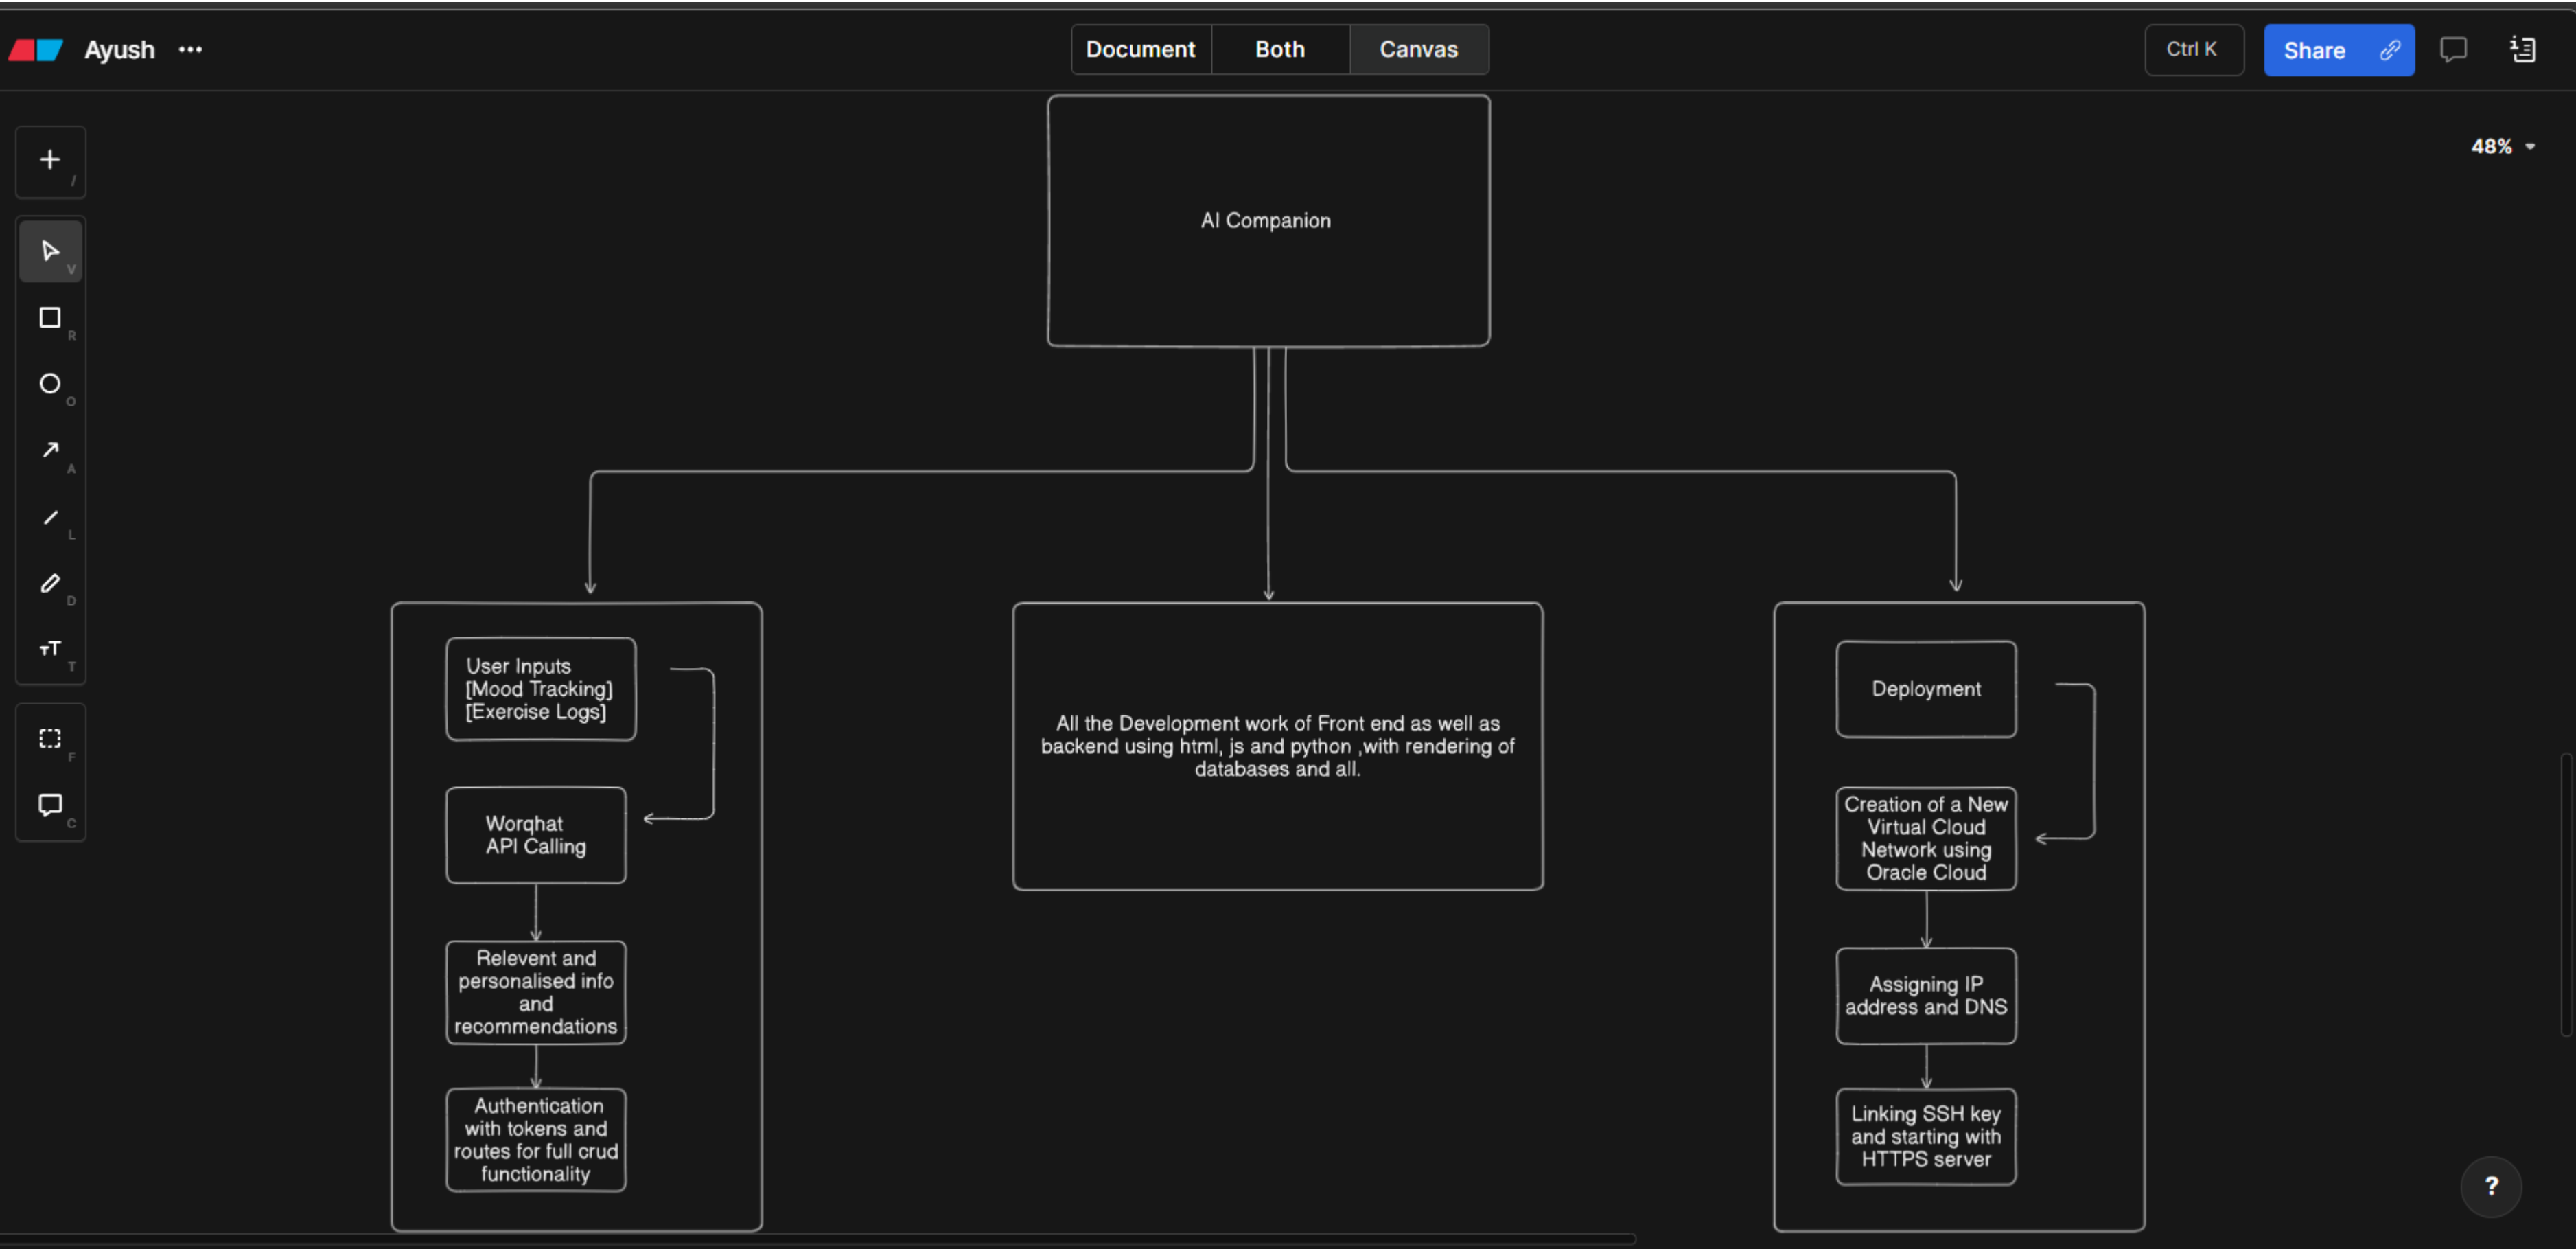 Ayush
Document
Both
Canvas
Ctrl K
Share
48%
/
V
R
O
A
L
D
T
F
C
AI Companion
User Inputs
[Mood Tracking]
[Exercise Logs]
Worqhat
API Calling
Relevent and
personalised info
and
recommendations
Authentication
with tokens and
routes for full crud
functionality
All the Development work of Front end as well as
backend using html, js and python ,with rendering of
databases and all.
Deployment
Creation of a New
Virtual Cloud
Network using
Oracle Cloud
Assigning IP
address and DNS
Linking SSH key
and starting with
HTTPS server
?